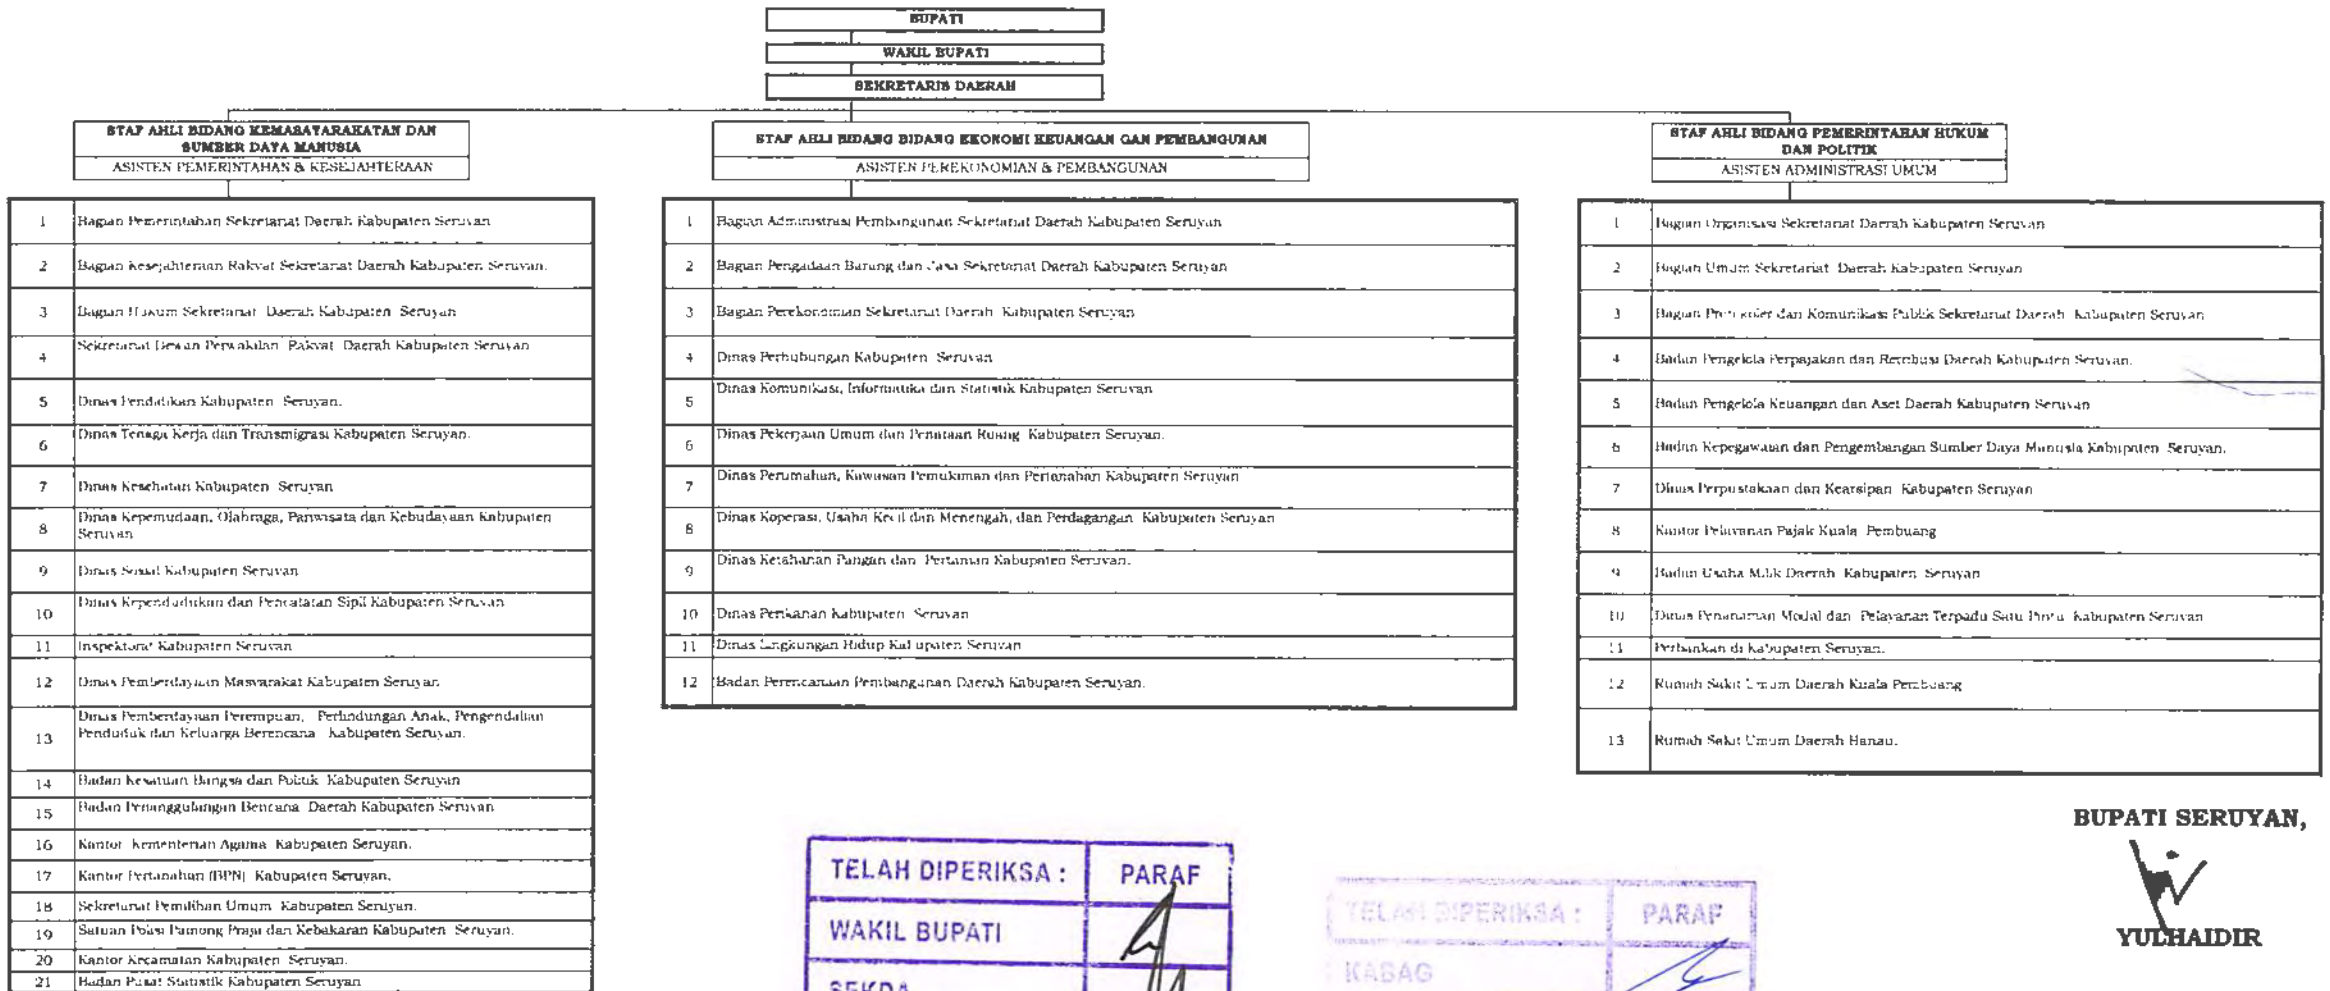 BUPATI
WAKIL BUPATI
SEKRETARIS DAERAH
STAF AHLI BIDANG KEMASAYARAKATAN DAN
SUMBER DAYA MANUSIA
ASISTEN PEMERINTAHAN & KESEJAHTERAAN
1 Bagian Pemerintahan Sekretariat Daerah Kabupaten Seruyan
2 Bagian Kesejahteraan Rakyat Sekretariat Daerah Kabupaten Seruyan.
3 Bagian Hukum Sekretariat Daerah Kabupaten Seruyan
4 Sekretariat Dewan Perwakilan Rakyat Daerah Kabupaten Seruyan
5 Dinas Pendidikan Kabupaten Seruyan.
6 Dinas Tenaga Kerja dan Transmigrasi Kabupaten Seruyan.
7 Dinas Kesehatan Kabupaten Seruyan
8 Dinas Kepemudaan, Olahraga, Pariwisata dan Kebudayaan Kabupaten
Seruyan
9 Dinas Sosial Kabupaten Seruyan
10 Dinas Kependudukan dan Pencatatan Sipil Kabupaten Seruyan
11 Inspektorat Kabupaten Seruyan
12 Dinas Pemberdayaan Masyarakat Kabupaten Seruyan
13 Dinas Pemberdayaan Perempuan, Perlindungan Anak, Pengendalian
Penduduk dan Keluarga Berencana Kabupaten Seruyan.
14 Badan Kesatuan Bangsa dan Politik Kabupaten Seruyan
15 Badan Penanggulangan Bencana Daerah Kabupaten Seruyan
16 Kantor Kementerian Agama Kabupaten Seruyan.
17 Kantor Pertanahan (BPN) Kabupaten Seruyan.
18 Sekretariat Pemilihan Umum Kabupaten Seruyan.
19 Satuan Polisi Pamong Praja dan Kebakaran Kabupaten Seruyan.
20 Kantor Kecamatan Kabupaten Seruyan.
21 Badan Pusat Statistik Kabupaten Seruyan
STAF AHLI BIDANG BIDANG EKONOMI KEUANGAN GAN PEMBANGUNAN
ASISTEN PEREKONOMIAN & PEMBANGUNAN
1 Bagian Administrasi Pembangunan Sekretariat Daerah Kabupaten Seruyan
2 Bagian Pengadaan Barang dan Jasa Sekretariat Daerah Kabupaten Seruyan
3 Bagian Perekonomian Sekretariat Daerah Kabupaten Seruyan
4 Dinas Perhubungan Kabupaten Seruyan
5 Dinas Komunikasi, Informatika dan Statistik Kabupaten Seruyan
6 Dinas Pekerjaan Umum dan Penataan Ruang Kabupaten Seruyan.
7 Dinas Perumahan, Kawasan Pemukiman dan Pertanahan Kabupaten Seruyan
8 Dinas Koperasi, Usaha Kecil dan Menengah, dan Perdagangan Kabupaten Seruyan
9 Dinas Ketahanan Pangan dan Pertanian Kabupaten Seruyan.
10 Dinas Perikanan Kabupaten Seruyan
11 Dinas Lingkungan Hidup Kabupaten Seruyan
12 Badan Perencanaan Pembangunan Daerah Kabupaten Seruyan.
STAF AHLI BIDANG PEMERINTAHAN HUKUM
DAN POLITIK
ASISTEN ADMINISTRASI UMUM
1 Bagian Organisasi Sekretariat Daerah Kabupaten Seruyan
2 Bagian Umum Sekretariat Daerah Kabupaten Seruyan
3 Bagian Protokoler dan Komunikasi Publik Sekretariat Daerah Kabupaten Seruyan
4 Badan Pengelola Perpajakan dan Retribusi Daerah Kabupaten Seruyan.
5 Badan Pengelola Keuangan dan Aset Daerah Kabupaten Seruyan
6 Badan Kepegawaian dan Pengembangan Sumber Daya Manusia Kabupaten Seruyan.
7 Dinas Perpustakaan dan Kearsipan Kabupaten Seruyan
8 Kantor Pelayanan Pajak Kuala Pembuang
9 Badan Usaha Milik Daerah Kabupaten Seruyan
10 Dinas Penanaman Modal dan Pelayanan Terpadu Satu Pintu Kabupaten Seruyan
11 Perbankan di Kabupaten Seruyan.
12 Rumah Sakit Umum Daerah Kuala Pembuang
13 Rumah Sakit Umum Daerah Hanau.
BUPATI SERUYAN,
YULHAIDIR
TELAH DIPERIKSA : PARAF
WAKIL BUPATI
SEKDA
TELAH DIPERIKSA : PARAF
KABAG